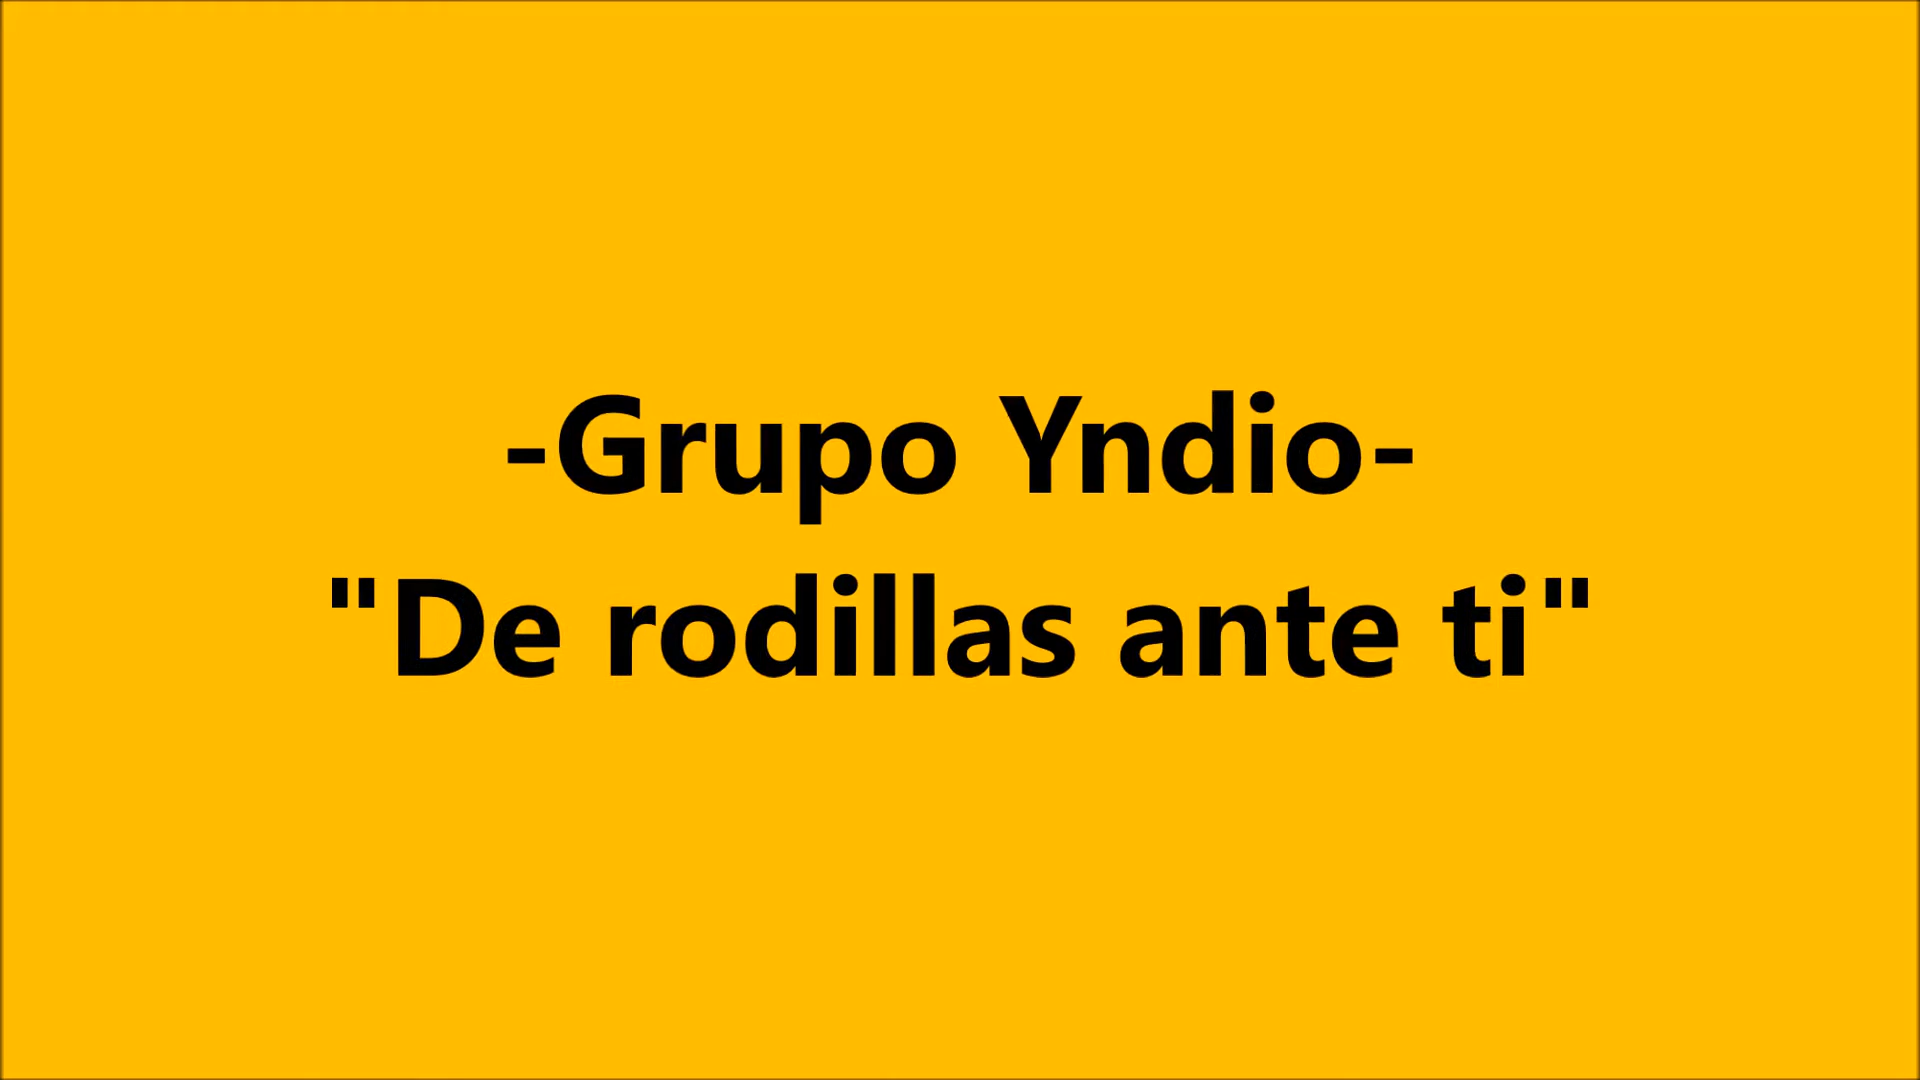 -Grupo Yndio-
"De rodillas ante ti"